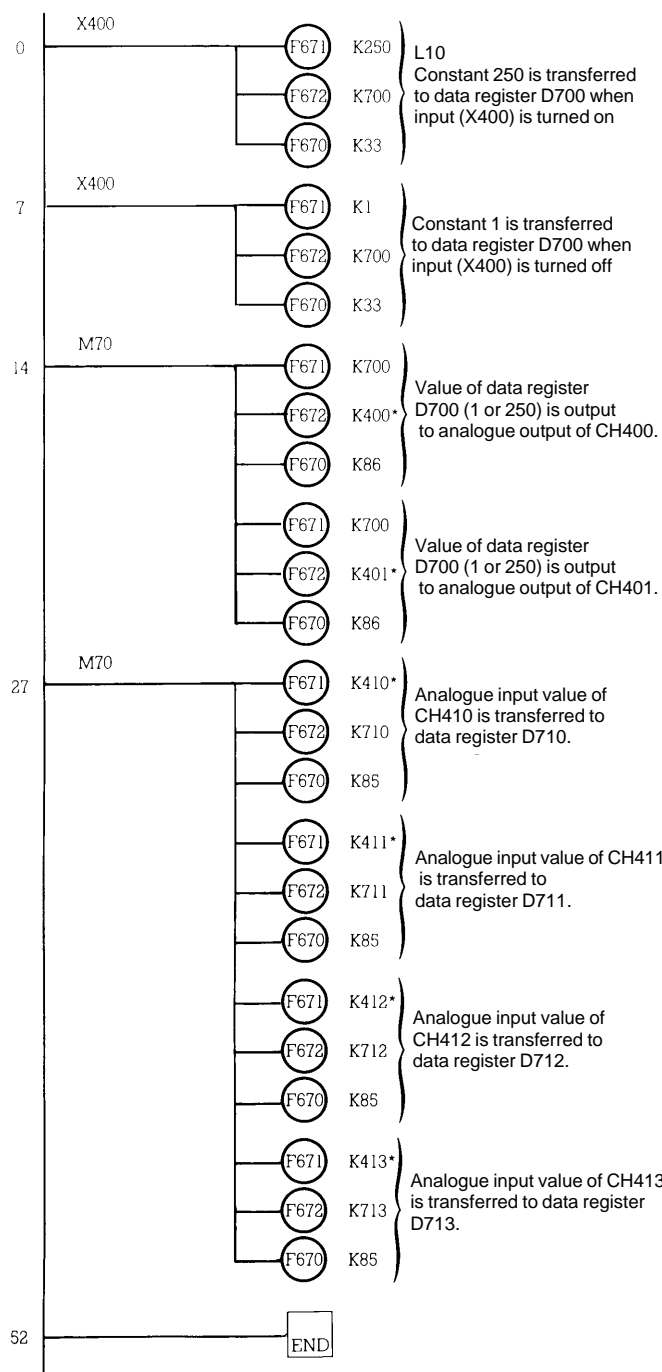 X400
0
F671 K250
F672 K700
F670 K33
L10
Constant 250 is transferred
to data register D700 when
input (X400) is turned on
X400
7
F671 K1
F672 K700
F670 K33
Constant 1 is transferred
to data register D700 when
input (X400) is turned off
M70
14
F671 K700
F672 K400*
F670 K86
Value of data register
D700 (1 or 250) is output
to analogue output of CH400.
F671 K700
F672 K401*
F670 K86
Value of data register
D700 (1 or 250) is output
to analogue output of CH401.
M70
27
F671 K410*
F672 K710
F670 K85
Analogue input value of
CH410 is transferred to
data register D710.
F671 K411*
F672 K711
F670 K85
Analogue input value of CH411
is transferred to
data register D711.
F671 K412*
F672 K712
F670 K85
Analogue input value of
CH412 is transferred to
data register D712.
F671 K413*
F672 K713
F670 K85
Analogue input value of CH413
is transferred to data register
D713.
52
END